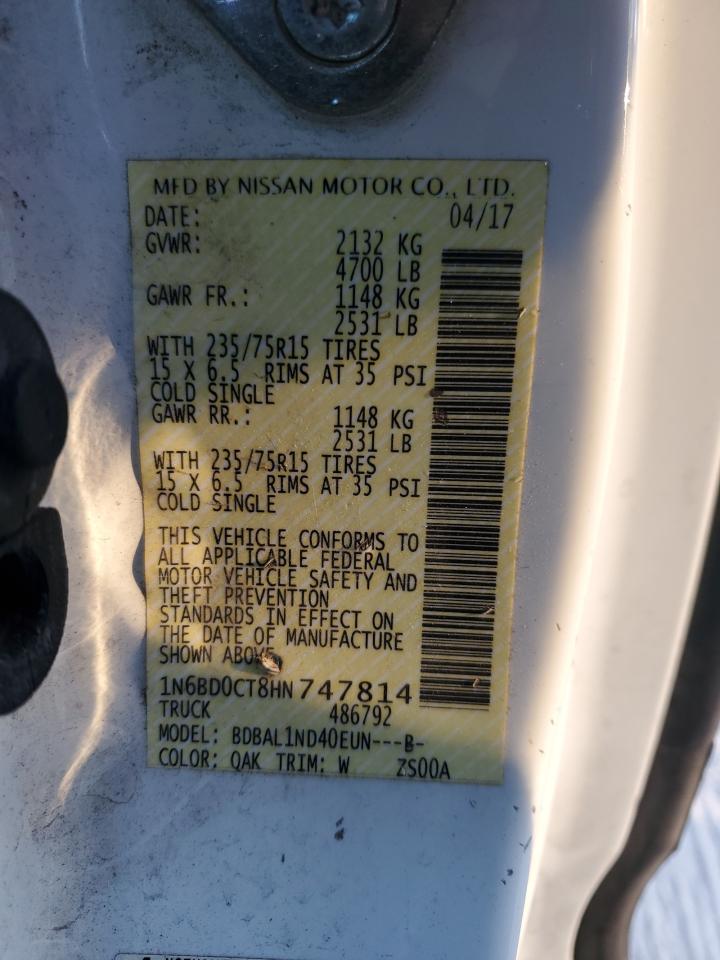 MFD BY NISSAN MOTOR CO., LTD.
DATE: 04/17
GVWR: 2132 KG
4700 LB
GAWR FR.: 1148 KG
2531 LB
WITH 235/75R15 TIRES
15 X 6.5 RIMS AT 35 PSI
COLD SINGLE
GAWR RR.: 1148 KG
2531 LB
WITH 235/75R15 TIRES
15 X 6.5 RIMS AT 35 PSI
COLD SINGLE
THIS VEHICLE CONFORMS TO
ALL APPLICABLE FEDERAL
MOTOR VEHICLE SAFETY AND
THEFT PREVENTION
STANDARDS IN EFFECT ON
THE DATE OF MANUFACTURE
SHOWN ABOVE
1N6BD0CT8HN747814
TRUCK 486792
MODEL: BDBAL1ND40EUN---B-
COLOR: QAK TRIM: W ZS00A